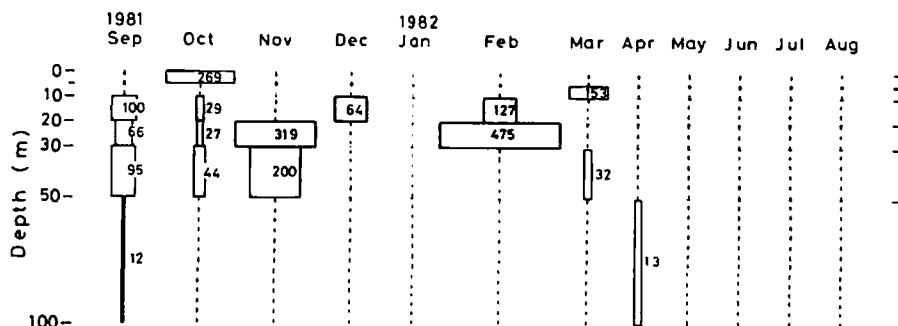 1981 1982
Sep Oct Nov Dec Jan Feb Mar Apr May Jun Jul Aug
0-
269
53
10-
100 29 64 127
20-
66 27 319 475
30-
95 44 200 32
50-
12 13
100-
Depth (m)